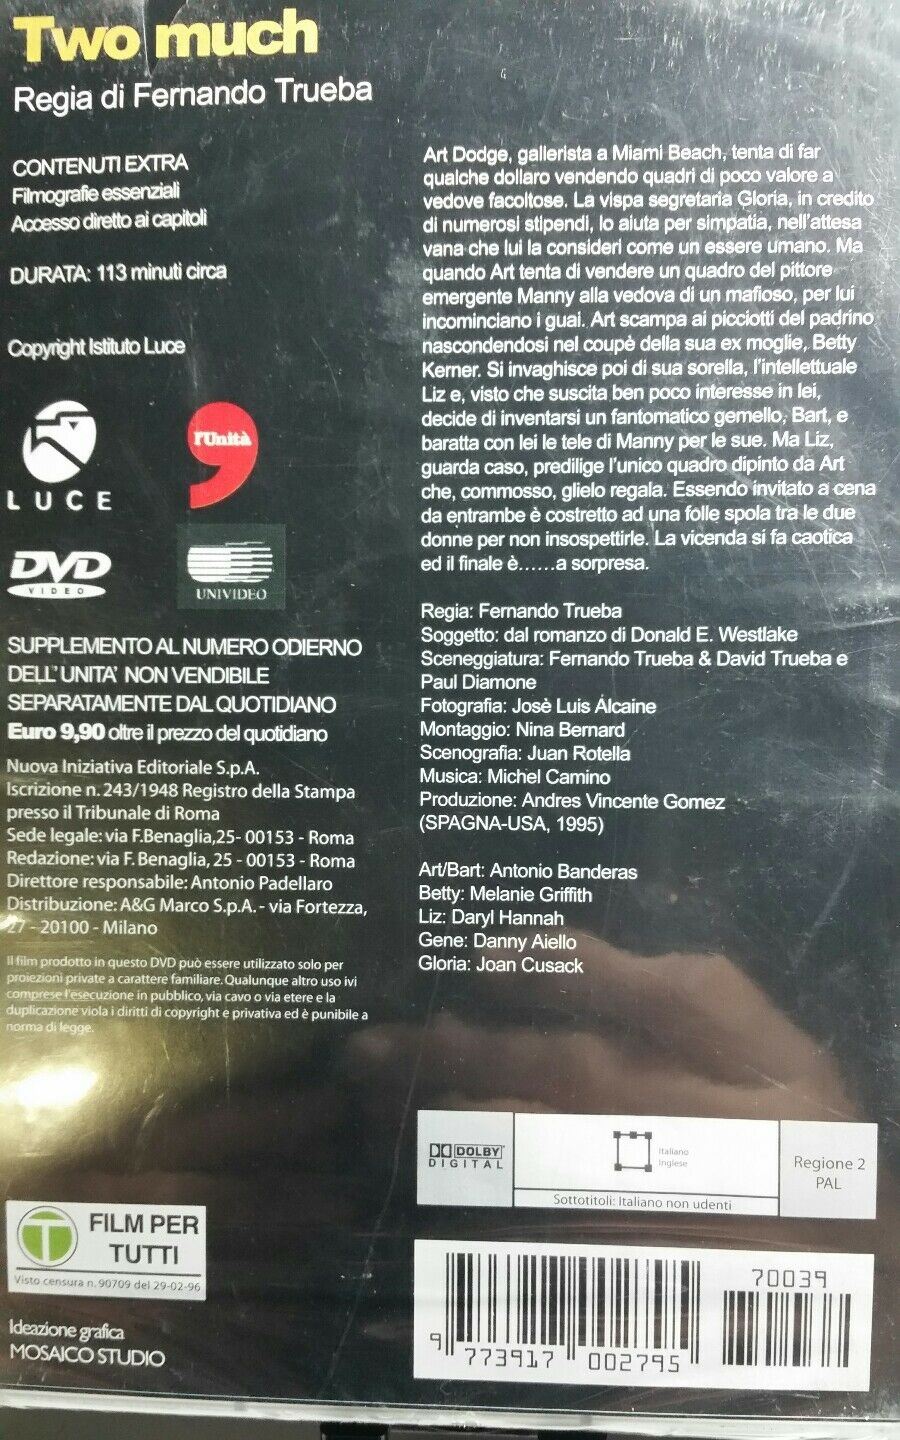 Two much
Regia di Fernando Trueba
CONTENUTI EXTRA
Filmografie essenziali
Accesso diretto ai capitoli
DURATA: 113 minuti circa
Copyright Istituto Luce
LUCE
l'Unità
DVD
VIDEO
UNIVIDEO
SUPPLEMENTO AL NUMERO ODIERNO
DELL'UNITA' NON VENDIBILE
SEPARATAMENTE DAL QUOTIDIANO
Euro 9,90 oltre il prezzo del quotidiano
Nuova Iniziativa Editoriale S.p.A.
Iscrizione n. 243/1948 Registro della Stampa
presso il Tribunale di Roma
Sede legale: via F.Benaglia,25- 00153 - Roma
Redazione: via F. Benaglia, 25 - 00153 - Roma
Direttore responsabile: Antonio Padellaro
Distribuzione: A&G Marco S.p.A. - via Fortezza,
27 - 20100 - Milano
Il film prodotto in questo DVD può essere utilizzato solo per
proiezioni private a carattere familiare. Qualunque altro uso ivi
comprese l'esecuzione in pubblico, via cavo o via etere e la
duplicazione viola i diritti di copyright e privativa ed è punibile a
norma di legge.
T
FILM PER
TUTTI
Visto censura n. 90709 del 29-02-96
Ideazione grafica
MOSAICO STUDIO
Art Dodge, gallerista a Miami Beach, tenta di far
qualche dollaro vendendo quadri di poco valore a
vedove facoltose. La vispa segretaria Gloria, in credito
di numerosi stipendi, lo aiuta per simpatia, nell'attesa
vana che lui la consideri come un essere umano. Ma
quando Art tenta di vendere un quadro del pittore
emergente Manny alla vedova di un mafioso, per lui
incominciano i guai. Art scampa ai picciotti del padrino
nascondendosi nel coupè della sua ex moglie, Betty
Kerner. Si invaghisce poi di sua sorella, l'intellettuale
Liz e, visto che suscita ben poco interesse in lei,
decide di inventarsi un fantomatico gemello, Bart, e
baratta con lei le tele di Manny per le sue. Ma Liz,
guarda caso, predilige l'unico quadro dipinto da Art
che, commosso, glielo regala. Essendo invitato a cena
da entrambe è costretto ad una folle spola tra le due
donne per non insospettirle. La vicenda si fa caotica
ed il finale è......a sorpresa.
Regia: Fernando Trueba
Soggetto: dal romanzo di Donald E. Westlake
Sceneggiatura: Fernando Trueba & David Trueba e
Paul Diamone
Fotografia: Josè Luis Álcaine
Montaggio: Nina Bernard
Scenografia: Juan Rotella
Musica: Michel Camino
Produzione: Andres Vincente Gomez
(SPAGNA-USA, 1995)
Art/Bart: Antonio Banderas
Betty: Melanie Griffith
Liz: Daryl Hannah
Gene: Danny Aiello
Gloria: Joan Cusack
DOLBY
DIGITAL
Italiano
Inglese
Sottotitoli: Italiano non udenti
Regione 2
PAL
70039
9 773917 002795